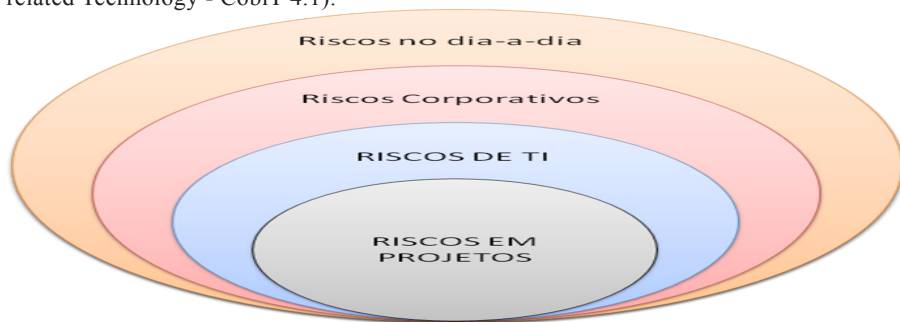 related Technology - CobiT 4.1).
Riscos no dia-a-dia
Riscos Corporativos
RISCOS DE TI
RISCOS EM
PROJETOS